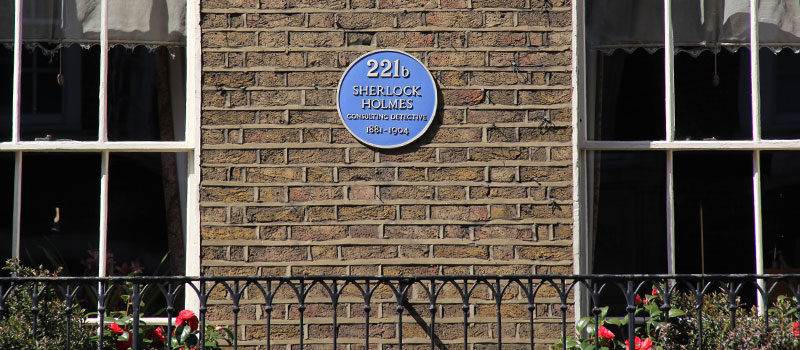 221b
SHERLOCK
HOLMES
CONSULTING DETECTIVE
1881-1904